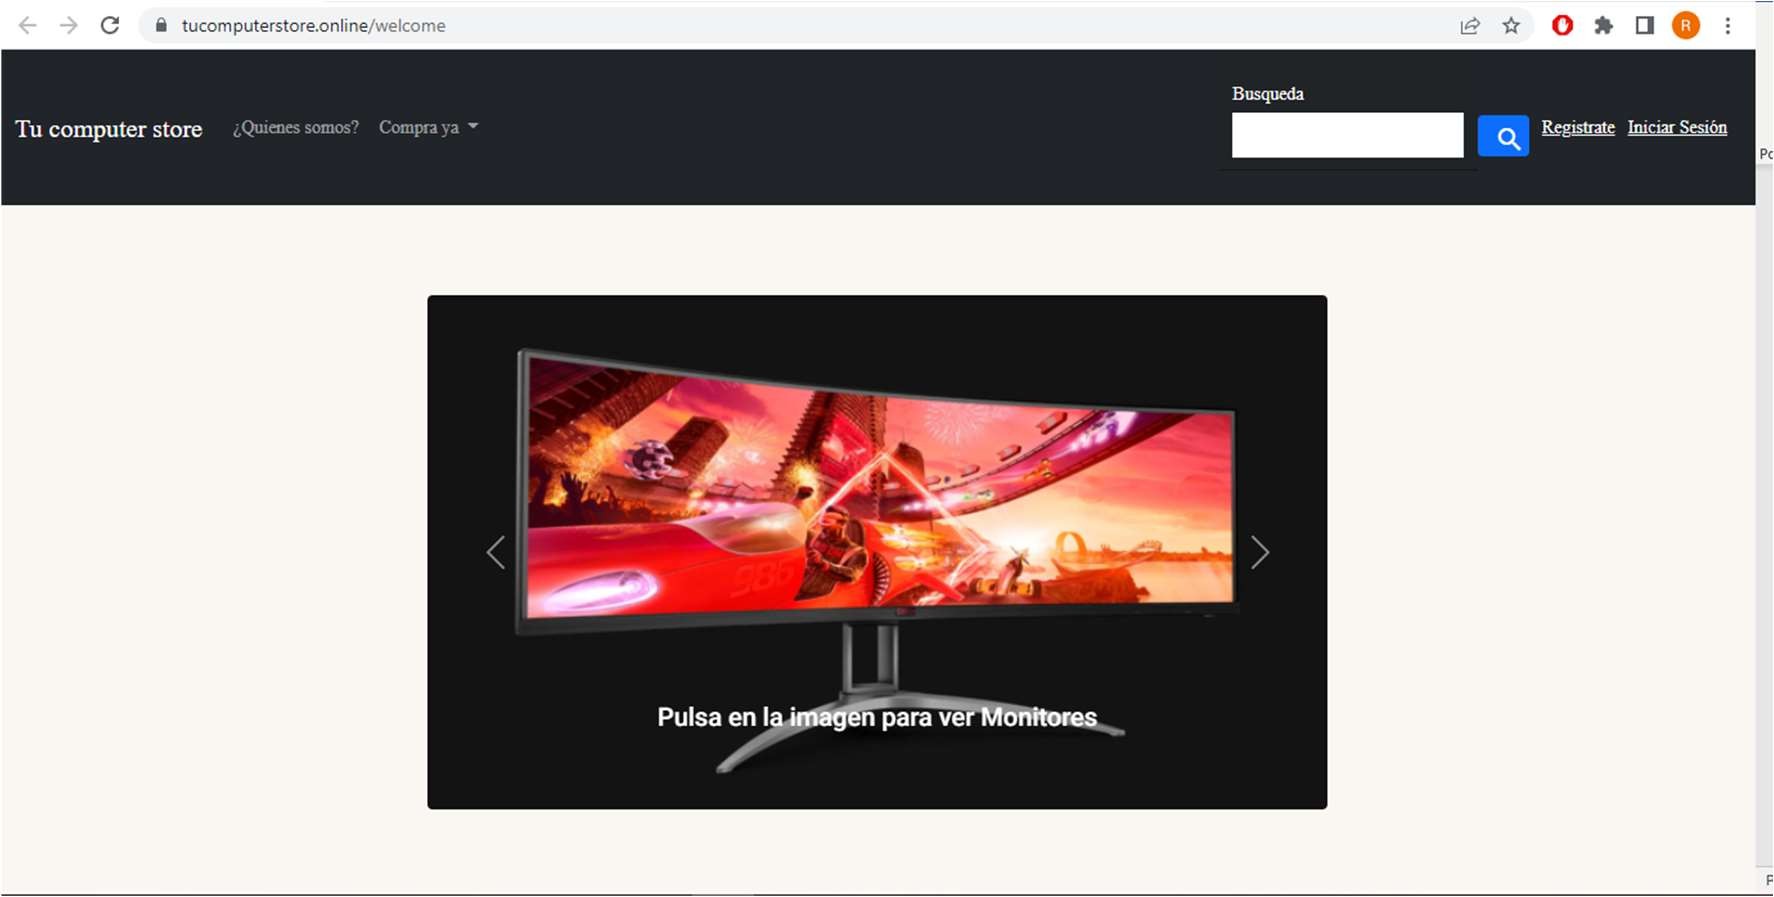 tucomputerstore.online/welcome
R
Busqueda
Tu computer store
¿Quienes somos?
Compra ya
Registrate
Iniciar Sesión
986
Pulsa en la imagen para ver Monitores